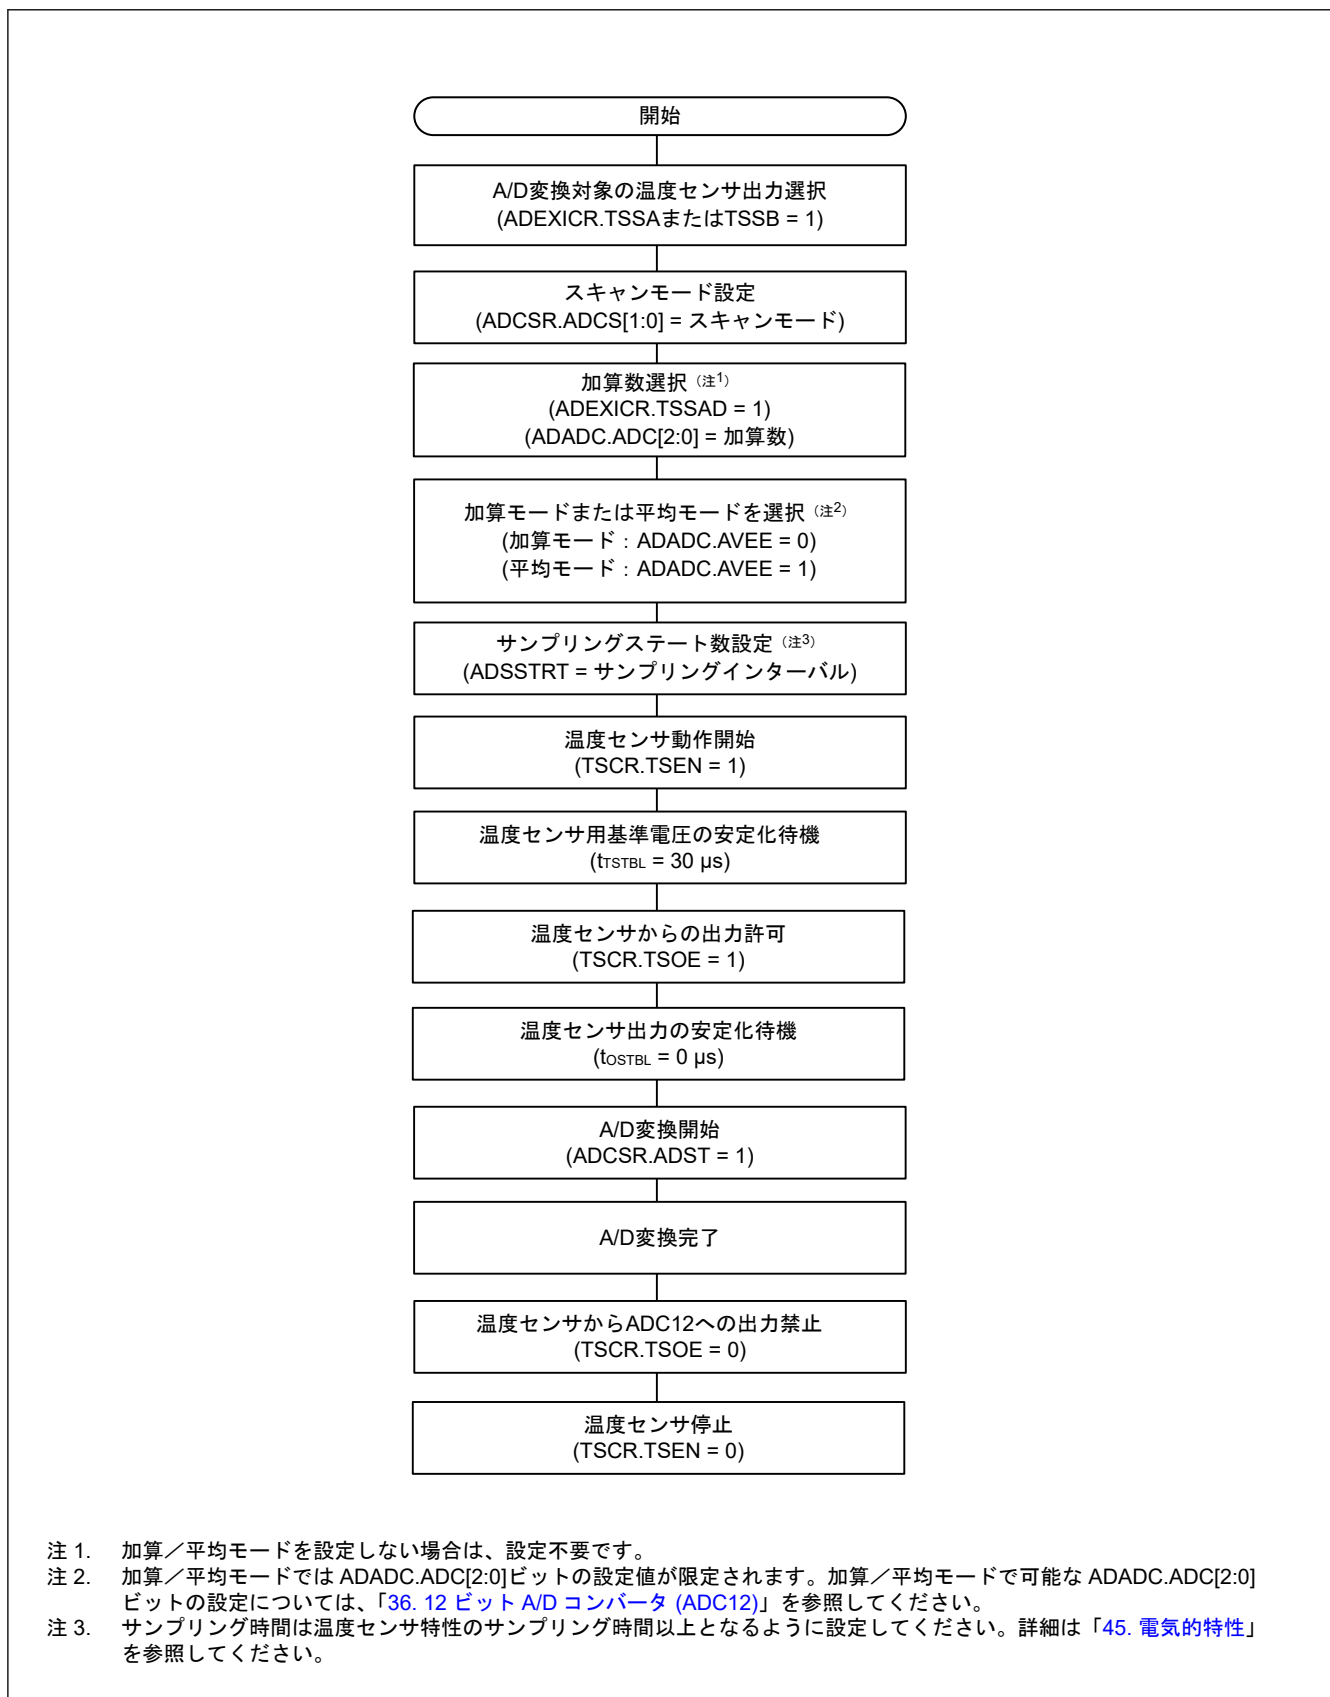 開始
A/D変換対象の温度センサ出力選択
(ADEXICR.TSSAまたはTSSB = 1)
スキャンモード設定
(ADCSR.ADCS[1:0] = スキャンモード)
加算数選択（注1）
(ADEXICR.TSSAD = 1)
(ADADC.ADC[2:0] = 加算数)
加算モードまたは平均モードを選択（注2）
(加算モード：ADADC.AVEE = 0)
(平均モード：ADADC.AVEE = 1)
サンプリングステート数設定（注3）
(ADSSTRT = サンプリングインターバル)
温度センサ動作開始
(TSCR.TSEN = 1)
温度センサ用基準電圧の安定化待機
(tTSTBL = 30 µs)
温度センサからの出力許可
(TSCR.TSOE = 1)
温度センサ出力の安定化待機
(tOSTBL = 0 µs)
A/D変換開始
(ADCSR.ADST = 1)
A/D変換完了
温度センサからADC12への出力禁止
(TSCR.TSOE = 0)
温度センサ停止
(TSCR.TSEN = 0)
注 1. 加算／平均モードを設定しない場合は、設定不要です。
注 2. 加算／平均モードでは ADADC.ADC[2:0]ビットの設定値が限定されます。加算／平均モードで可能な ADADC.ADC[2:0]
ビットの設定については、「36. 12 ビット A/D コンバータ (ADC12)」を参照してください。
注 3. サンプリング時間は温度センサ特性のサンプリング時間以上となるように設定してください。詳細は「45. 電気的特性」
を参照してください。